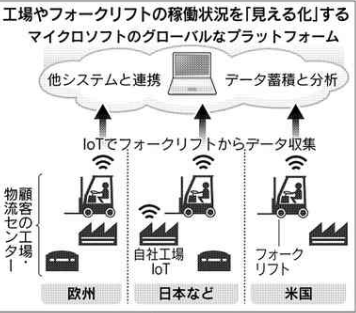 工場やフォークリフトの稼働状況を「見える化」する
マイクロソフトのグローバルなプラットフォーム
他システムと連携
データ蓄積と分析
IoTでフォークリフトからデータ収集
顧客の工場・
物流センター
自社工場
IoT
フォーク
リフト
欧州
日本など
米国